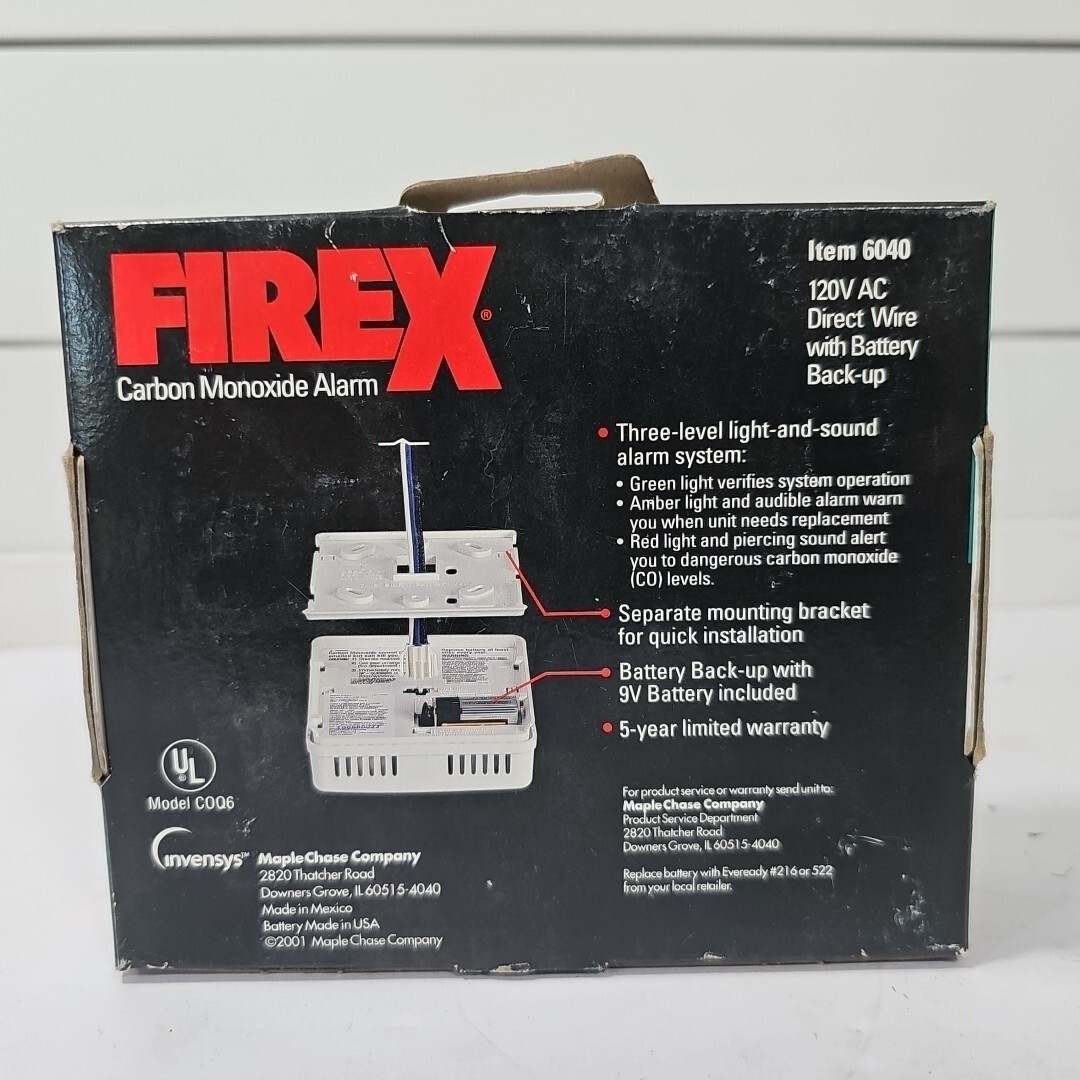 FIREX®
Carbon Monoxide Alarm
Item 6040
120V AC
Direct Wire
with Battery
Back-up
• Three-level light-and-sound
alarm system:
• Green light verifies system operation
• Amber light and audible alarm warn
you when unit needs replacement
• Red light and piercing sound alert
you to dangerous carbon monoxide
(CO) levels.
• Separate mounting bracket
for quick installation
• Battery Back-up with
9V Battery included
• 5-year limited warranty
UL
Model COQ6
invensys™
Maple Chase Company
2820 Thatcher Road
Downers Grove, IL 60515-4040
Made in Mexico
Battery Made in USA
©2001 Maple Chase Company
For product service or warranty send unit to:
Maple Chase Company
Product Service Department
2820 Thatcher Road
Downers Grove, IL 60515-4040
Replace battery with Eveready #216 or 522
from your local retailer.